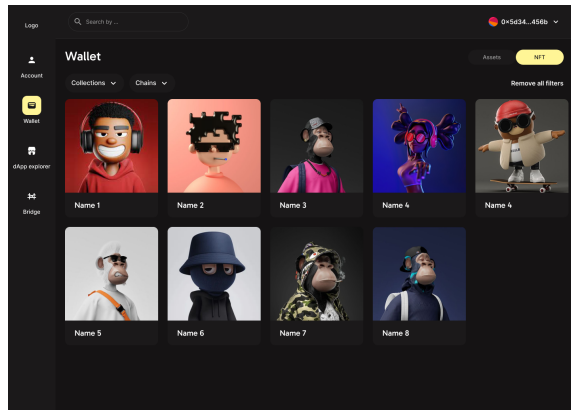 Logo
Search by ...
0×5d34...456b
Account
Wallet
dApp explorer
Bridge
Wallet
Assets
NFT
Collections
Chains
Remove all filters
Name 1
Name 2
Name 3
Name 4
Name 4
Name 5
Name 6
Name 7
Name 8